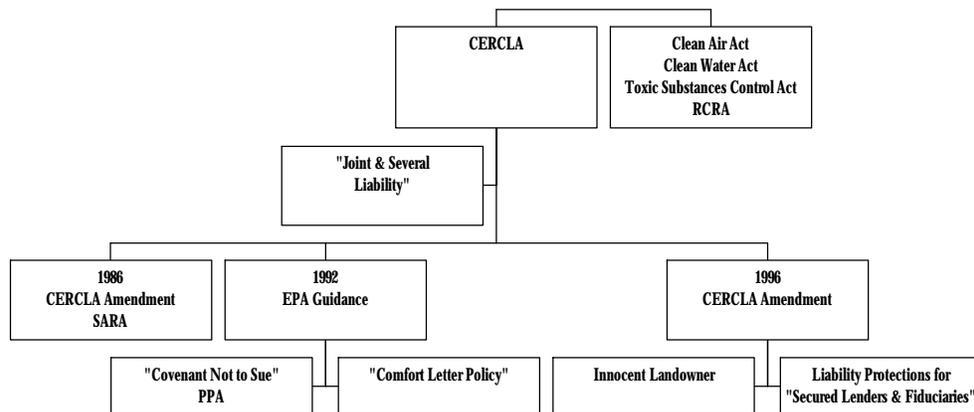 CERCLA
Clean Air Act
Clean Water Act
Toxic Substances Control Act
RCRA
"Joint & Several
Liability"
1986
CERCLA Amendment
SARA
1992
EPA Guidance
1996
CERCLA Amendment
"Covenant Not to Sue"
PPA
"Comfort Letter Policy"
Innocent Landowner
Liability Protections for
"Secured Lenders & Fiduciaries"